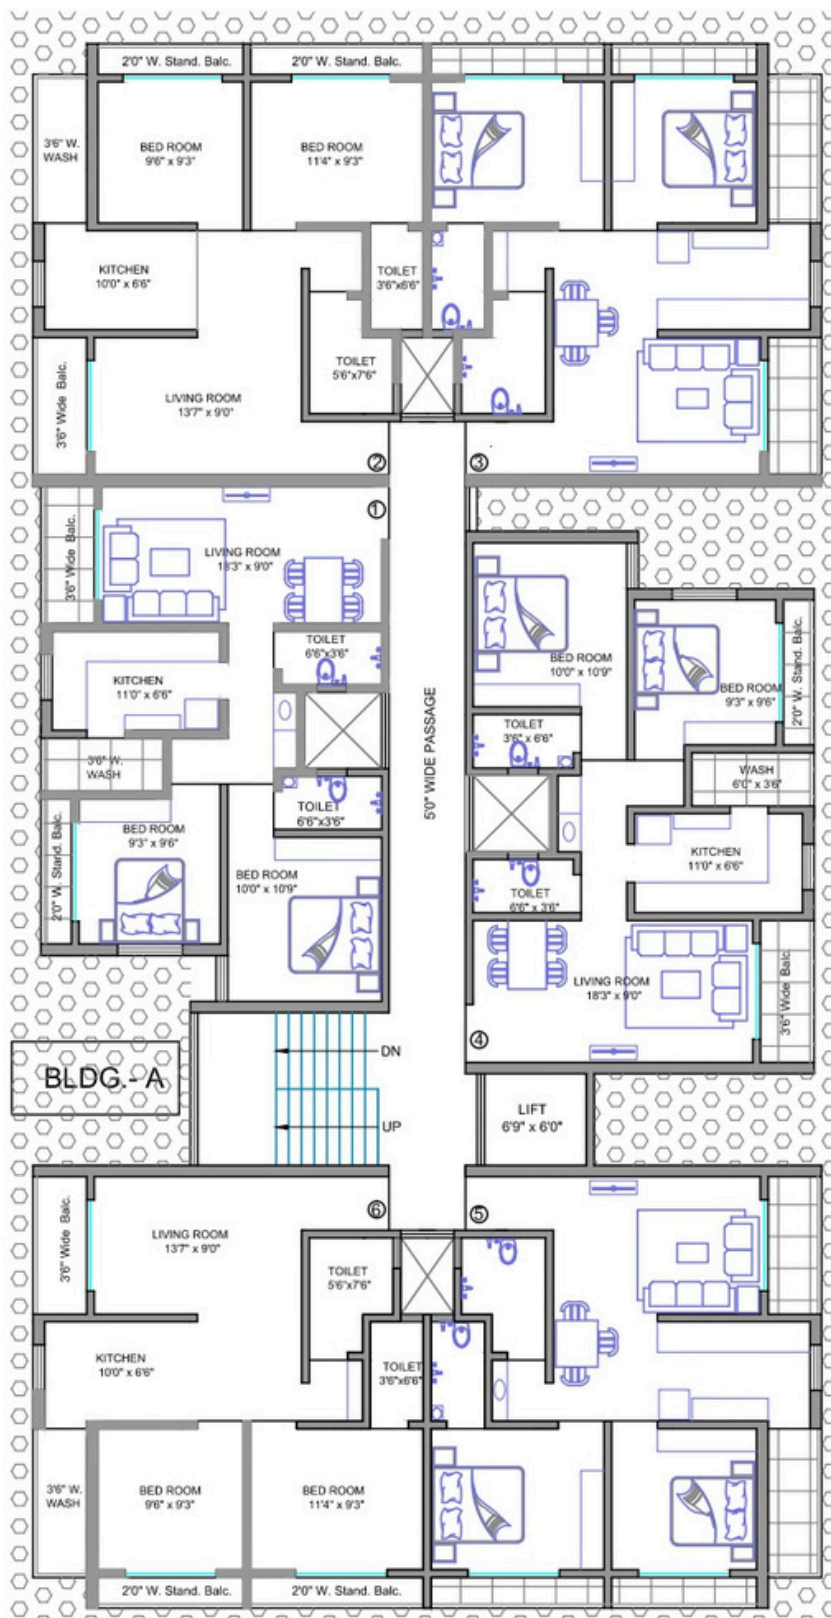 2'0" W. Stand. Balc.
2'0" W. Stand. Balc.
3'6" W.
WASH
BED ROOM
9'6" x 9'3"
BED ROOM
11'4" x 9'3"
KITCHEN
10'0" x 6'6"
TOILET
3'6"x6'6"
TOILET
5'6"x7'6"
3'6" Wide Balc.
LIVING ROOM
13'7" x 9'0"
2
3
1
3'6" Wide Balc.
LIVING ROOM
18'3" x 9'0"
TOILET
6'6"x3'6"
KITCHEN
11'0" x 6'6"
3'6" W.
WASH
TOILET
6'6"x3'6"
BED ROOM
9'3" x 9'6"
2'0" W. Stand. Balc.
BED ROOM
10'0" x 10'9"
5'0" WIDE PASSAGE
BED ROOM
10'0" x 10'9"
BED ROOM
9'3" x 9'6"
2'0" W. Stand. Balc.
TOILET
3'6" x 6'6"
WASH
6'0" x 3'6"
KITCHEN
11'0" x 6'6"
TOILET
6'6" x 3'6"
LIVING ROOM
18'3" x 9'0"
3'6" Wide Balc.
4
BLDG.- A
DN
UP
LIFT
6'9" x 6'0"
6
5
3'6" Wide Balc.
LIVING ROOM
13'7" x 9'0"
TOILET
5'6"x7'6"
KITCHEN
10'0" x 6'6"
TOILET
3'6"x6'6"
3'6" W.
WASH
BED ROOM
9'6" x 9'3"
BED ROOM
11'4" x 9'3"
2'0" W. Stand. Balc.
2'0" W. Stand. Balc.